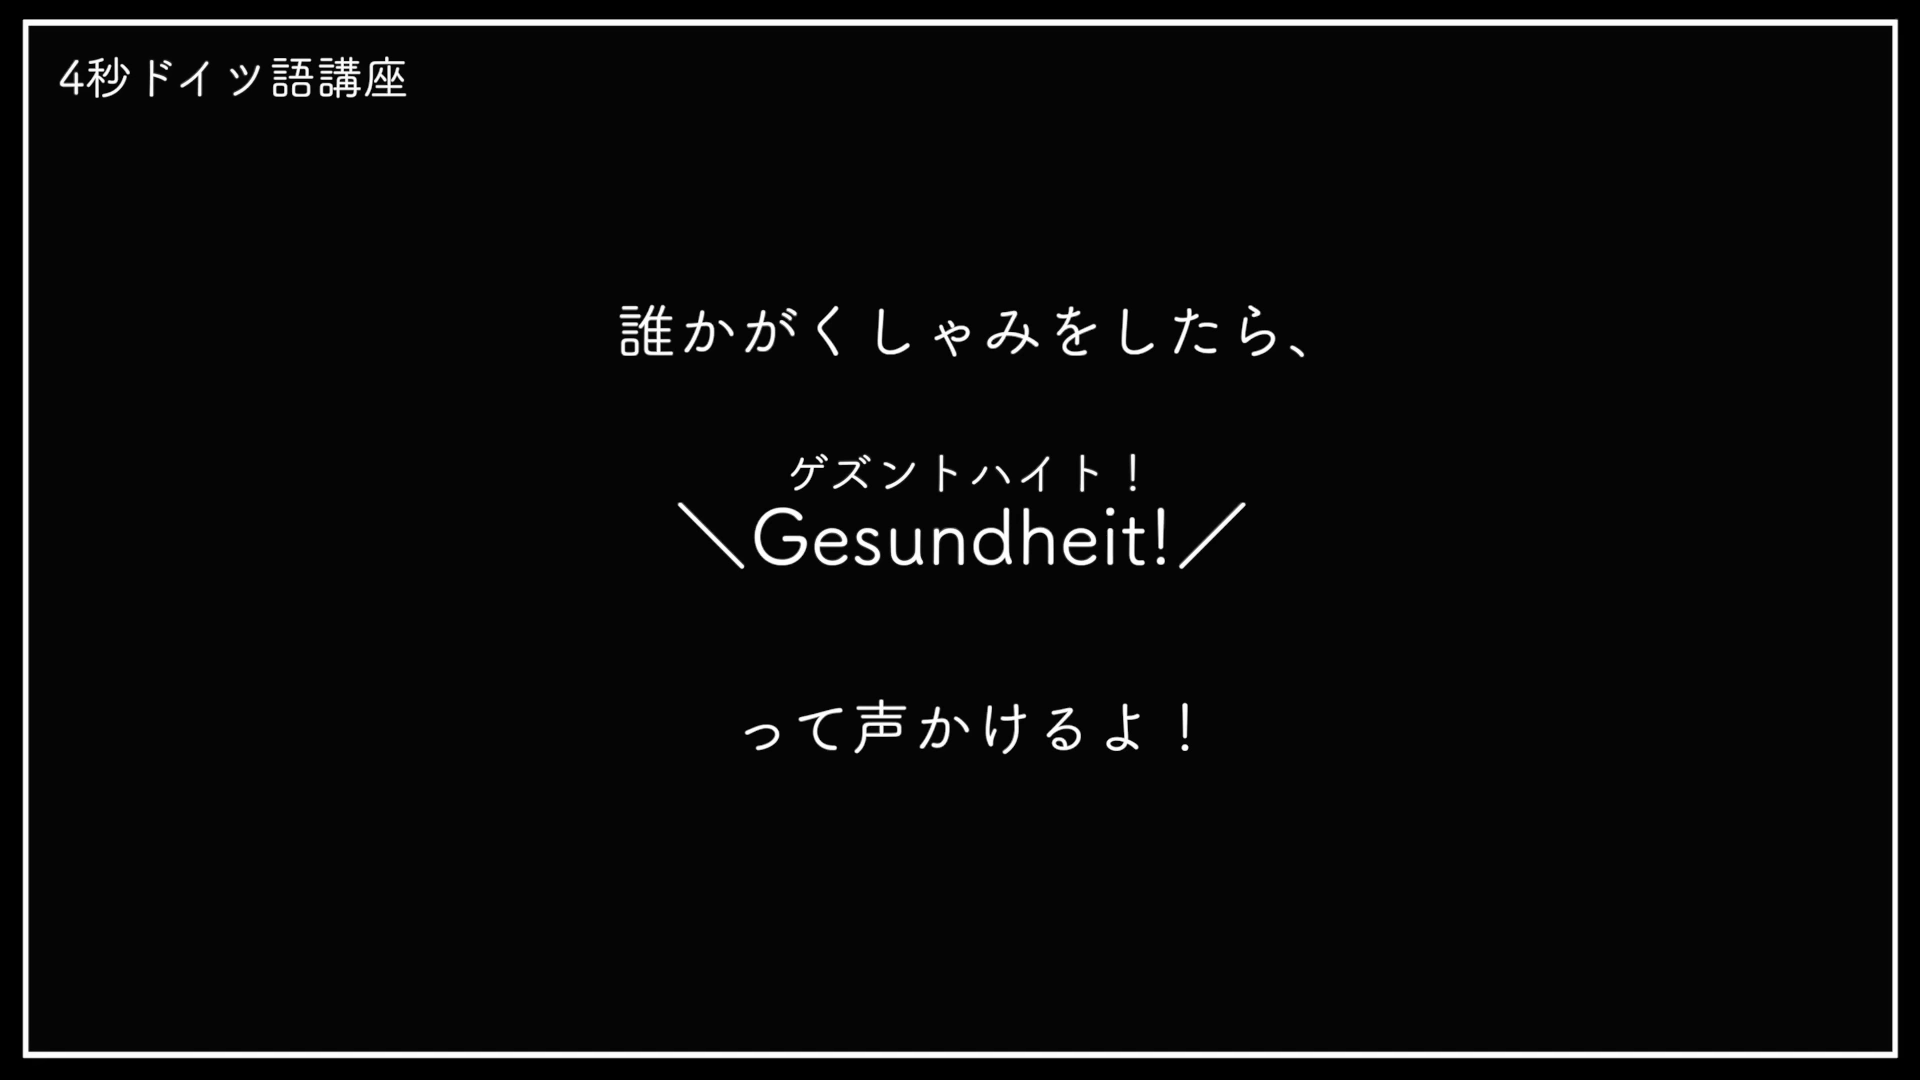 4秒ドイツ語講座
誰かがくしゃみをしたら、
ゲズントハイト！
＼Gesundheit!／
って声かけるよ！